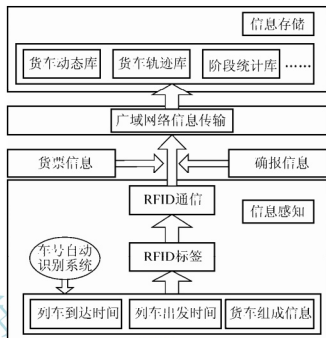 信息存储
货车动态库 货车轨迹库 阶段统计库 ……
广域网络信息传输
货票信息 确报信息
RFID通信
信息感知
车号自动
识别系统
RFID标签
列车到达时间 列车出发时间 货车组成信息